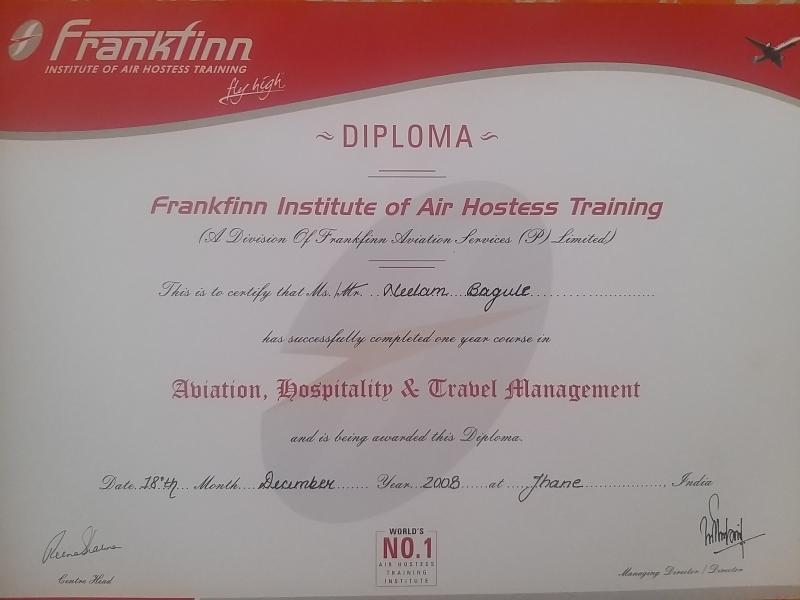 Frankfinn
INSTITUTE OF AIR HOSTESS TRAINING
fly high
~ DIPLOMA ~
Frankfinn Institute of Air Hostess Training
(A Division Of Frankfinn Aviation Services (P) Limited)
This is to certify that Ms./Mr. ..Neelam....Bagule......................
has successfully completed one year course in
Aviation, Hospitality & Travel Management
and is being awarded this Diploma.
Date..18th... Month....December....... Year...2008....at....Thane................., India
WORLD'S
NO.1
AIR HOSTESS
TRAINING
INSTITUTE
Centre Head
Managing Director / Director